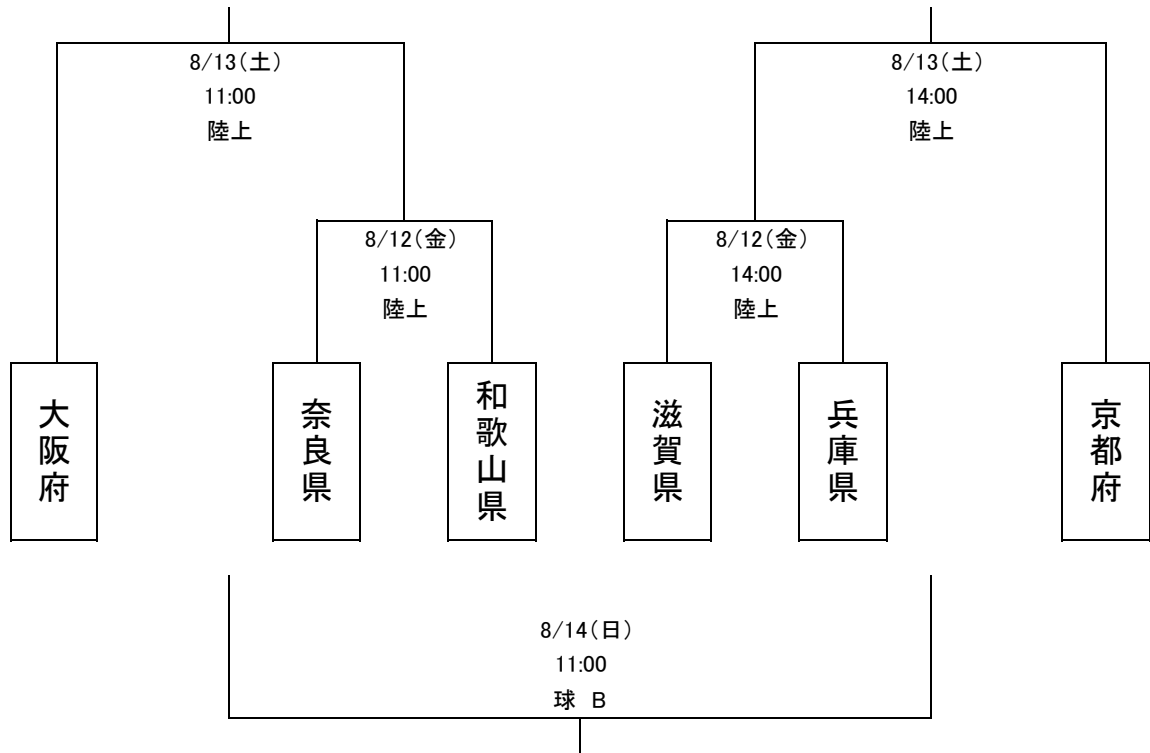 8/13(土)
11:00
陸上
8/13(土)
14:00
陸上
8/12(金)
11:00
陸上
8/12(金)
14:00
陸上
大阪府
奈良県
和歌山県
滋賀県
兵庫県
京都府
8/14(日)
11:00
球 B